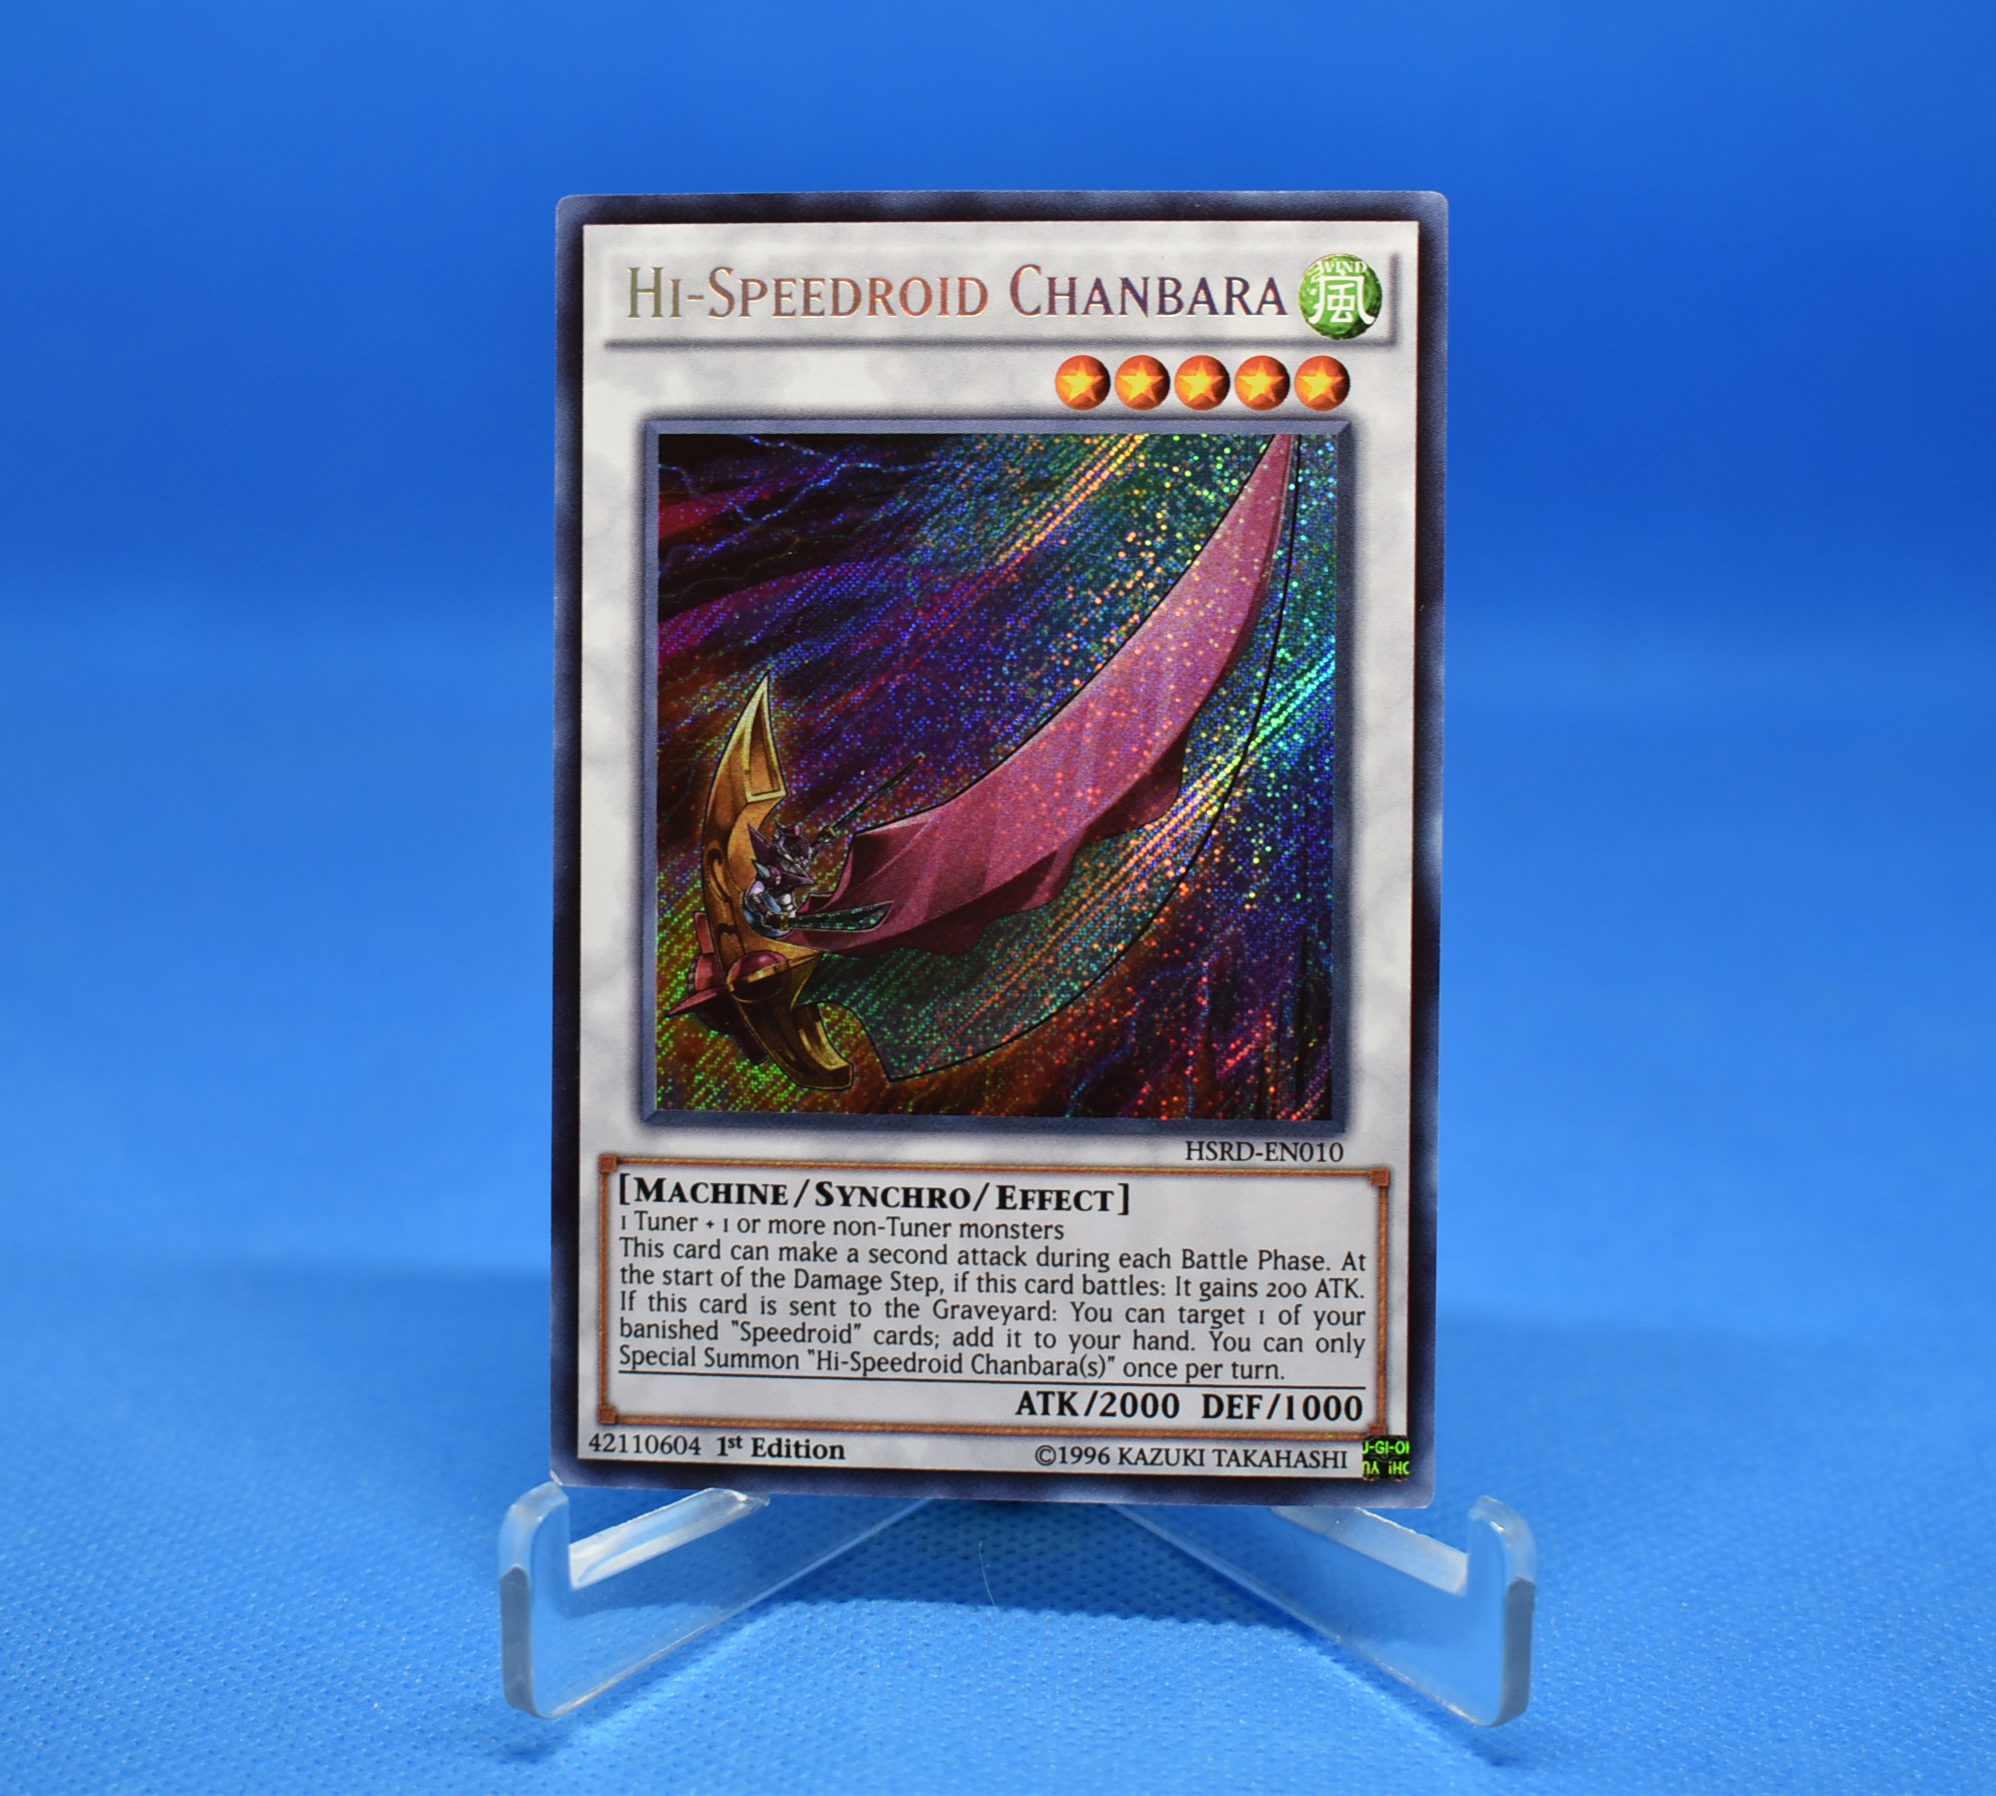 Hi-Speedroid Chanbara
WIND
風
HSRD-EN010
[Machine/Synchro/Effect]
1 Tuner + 1 or more non-Tuner monsters
This card can make a second attack during each Battle Phase. At
the start of the Damage Step, if this card battles: It gains 200 ATK.
If this card is sent to the Graveyard: You can target 1 of your
banished "Speedroid" cards; add it to your hand. You can only
Special Summon "Hi-Speedroid Chanbara(s)" once per turn.
ATK/2000 DEF/1000
42110604 1st Edition
©1996 KAZUKI TAKAHASHI